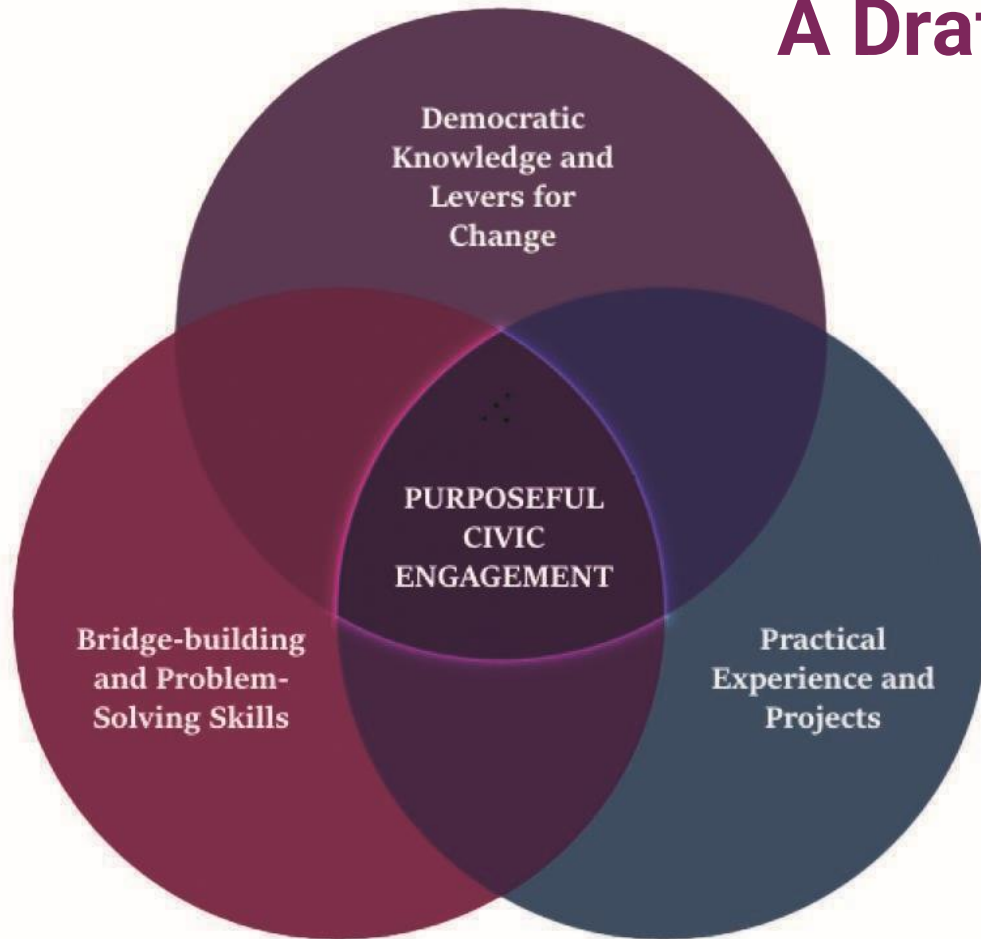 A Dra
Democratic
Knowledge and
Levers for
Change
PURPOSEFUL
CIVIC
ENGAGEMENT
Bridge-building
and Problem-
Solving Skills
Practical
Experience and
Projects